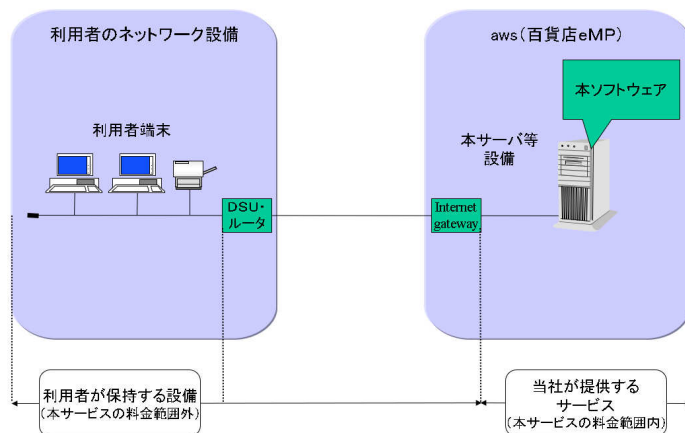 利用者のネットワーク設備
aws(百貨店eMP)
本ソフトウェア
利用者端末
本サーバ等
設備
DSU・
ルータ
Internet
gateway
利用者が保持する設備
(本サービスの料金範囲外)
当社が提供する
サービス
(本サービスの料金範囲内)